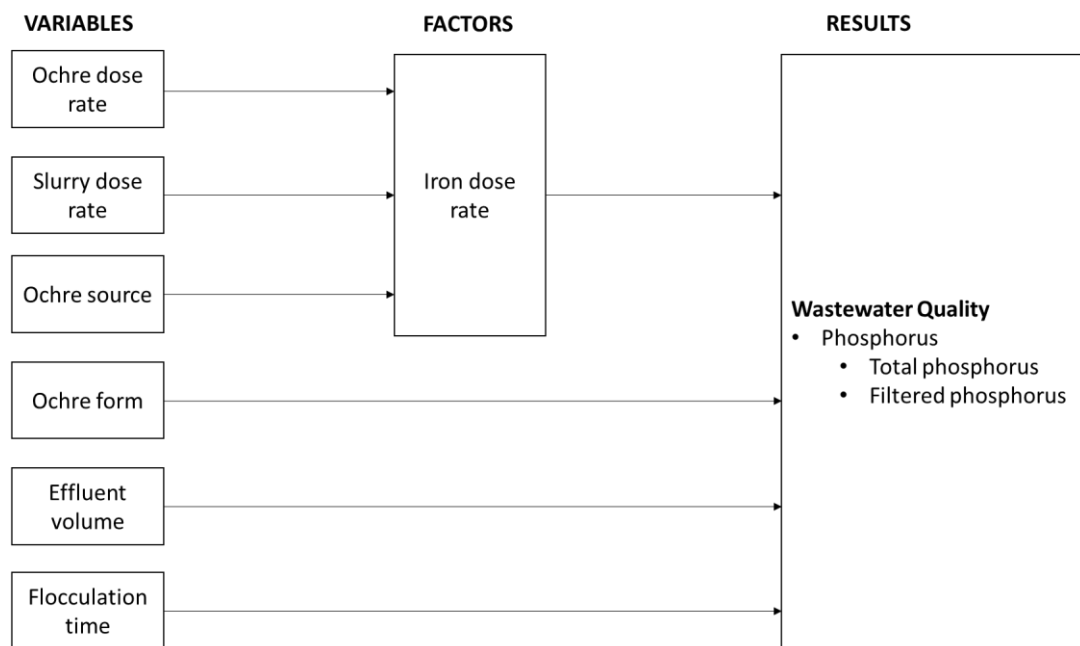 VARIABLES
FACTORS
RESULTS
Ochre dose
rate
Slurry dose
rate
Ochre source
Ochre form
Effluent
volume
Flocculation
time
Iron dose
rate
Wastewater Quality
• Phosphorus
• Total phosphorus
• Filtered phosphorus